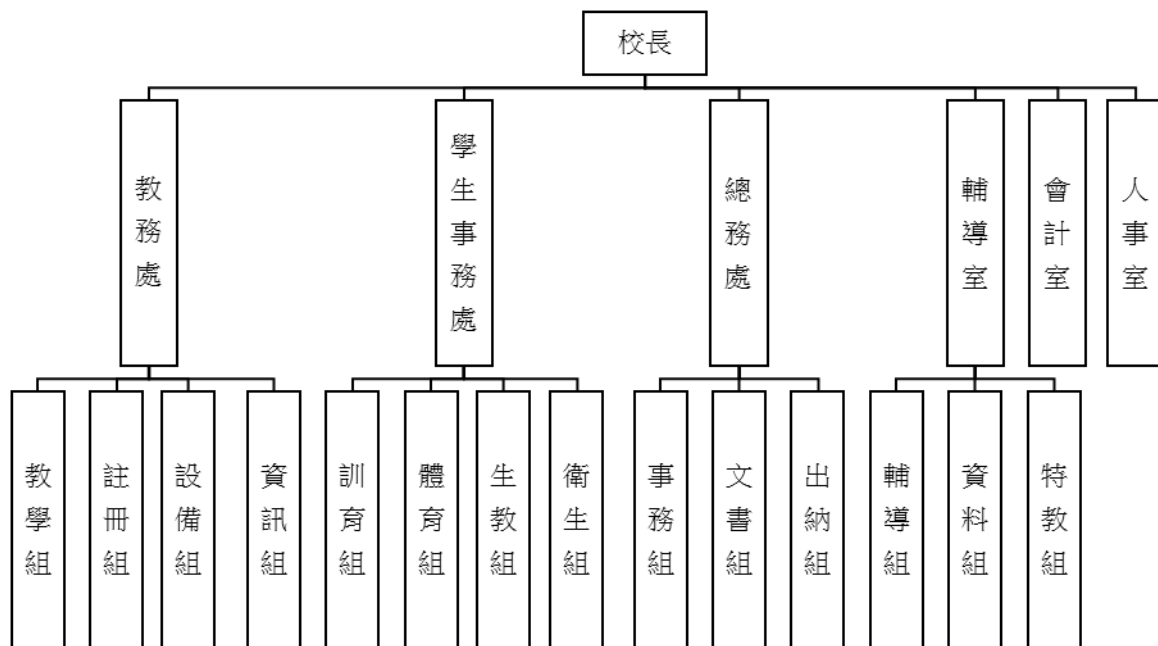 校長
教務處
學生事務處
總務處
輔導室
會計室
人事室
教學組
註冊組
設備組
資訊組
訓育組
體育組
生教組
衛生組
事務組
文書組
出納組
輔導組
資料組
特教組